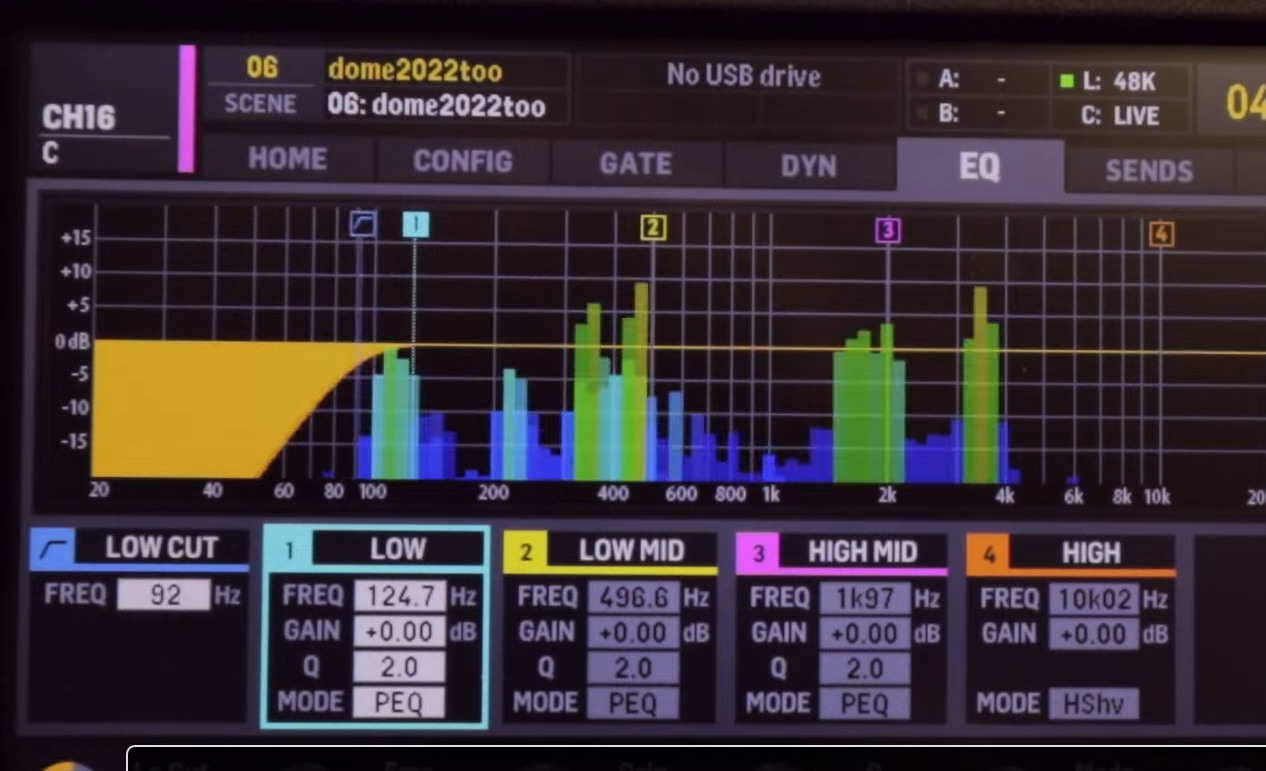 CH16
C
06 dome2022too
SCENE 06: dome2022too
No USB drive
A: - L: 48K
B: - C: LIVE
04
HOME CONFIG GATE DYN EQ SENDS
1 2 3 4
+15
+10
+5
0 dB
-5
-10
-15
20 40 60 80 100 200 400 600 800 1k 2k 4k 6k 8k 10k 20
LOW CUT
FREQ 92 Hz
1 LOW
FREQ 124.7 Hz
GAIN +0.00 dB
Q 2.0
MODE PEQ
2 LOW MID
FREQ 496.6 Hz
GAIN +0.00 dB
Q 2.0
MODE PEQ
3 HIGH MID
FREQ 1k97 Hz
GAIN +0.00 dB
Q 2.0
MODE PEQ
4 HIGH
FREQ 10k02 Hz
GAIN +0.00 dB
MODE HShv